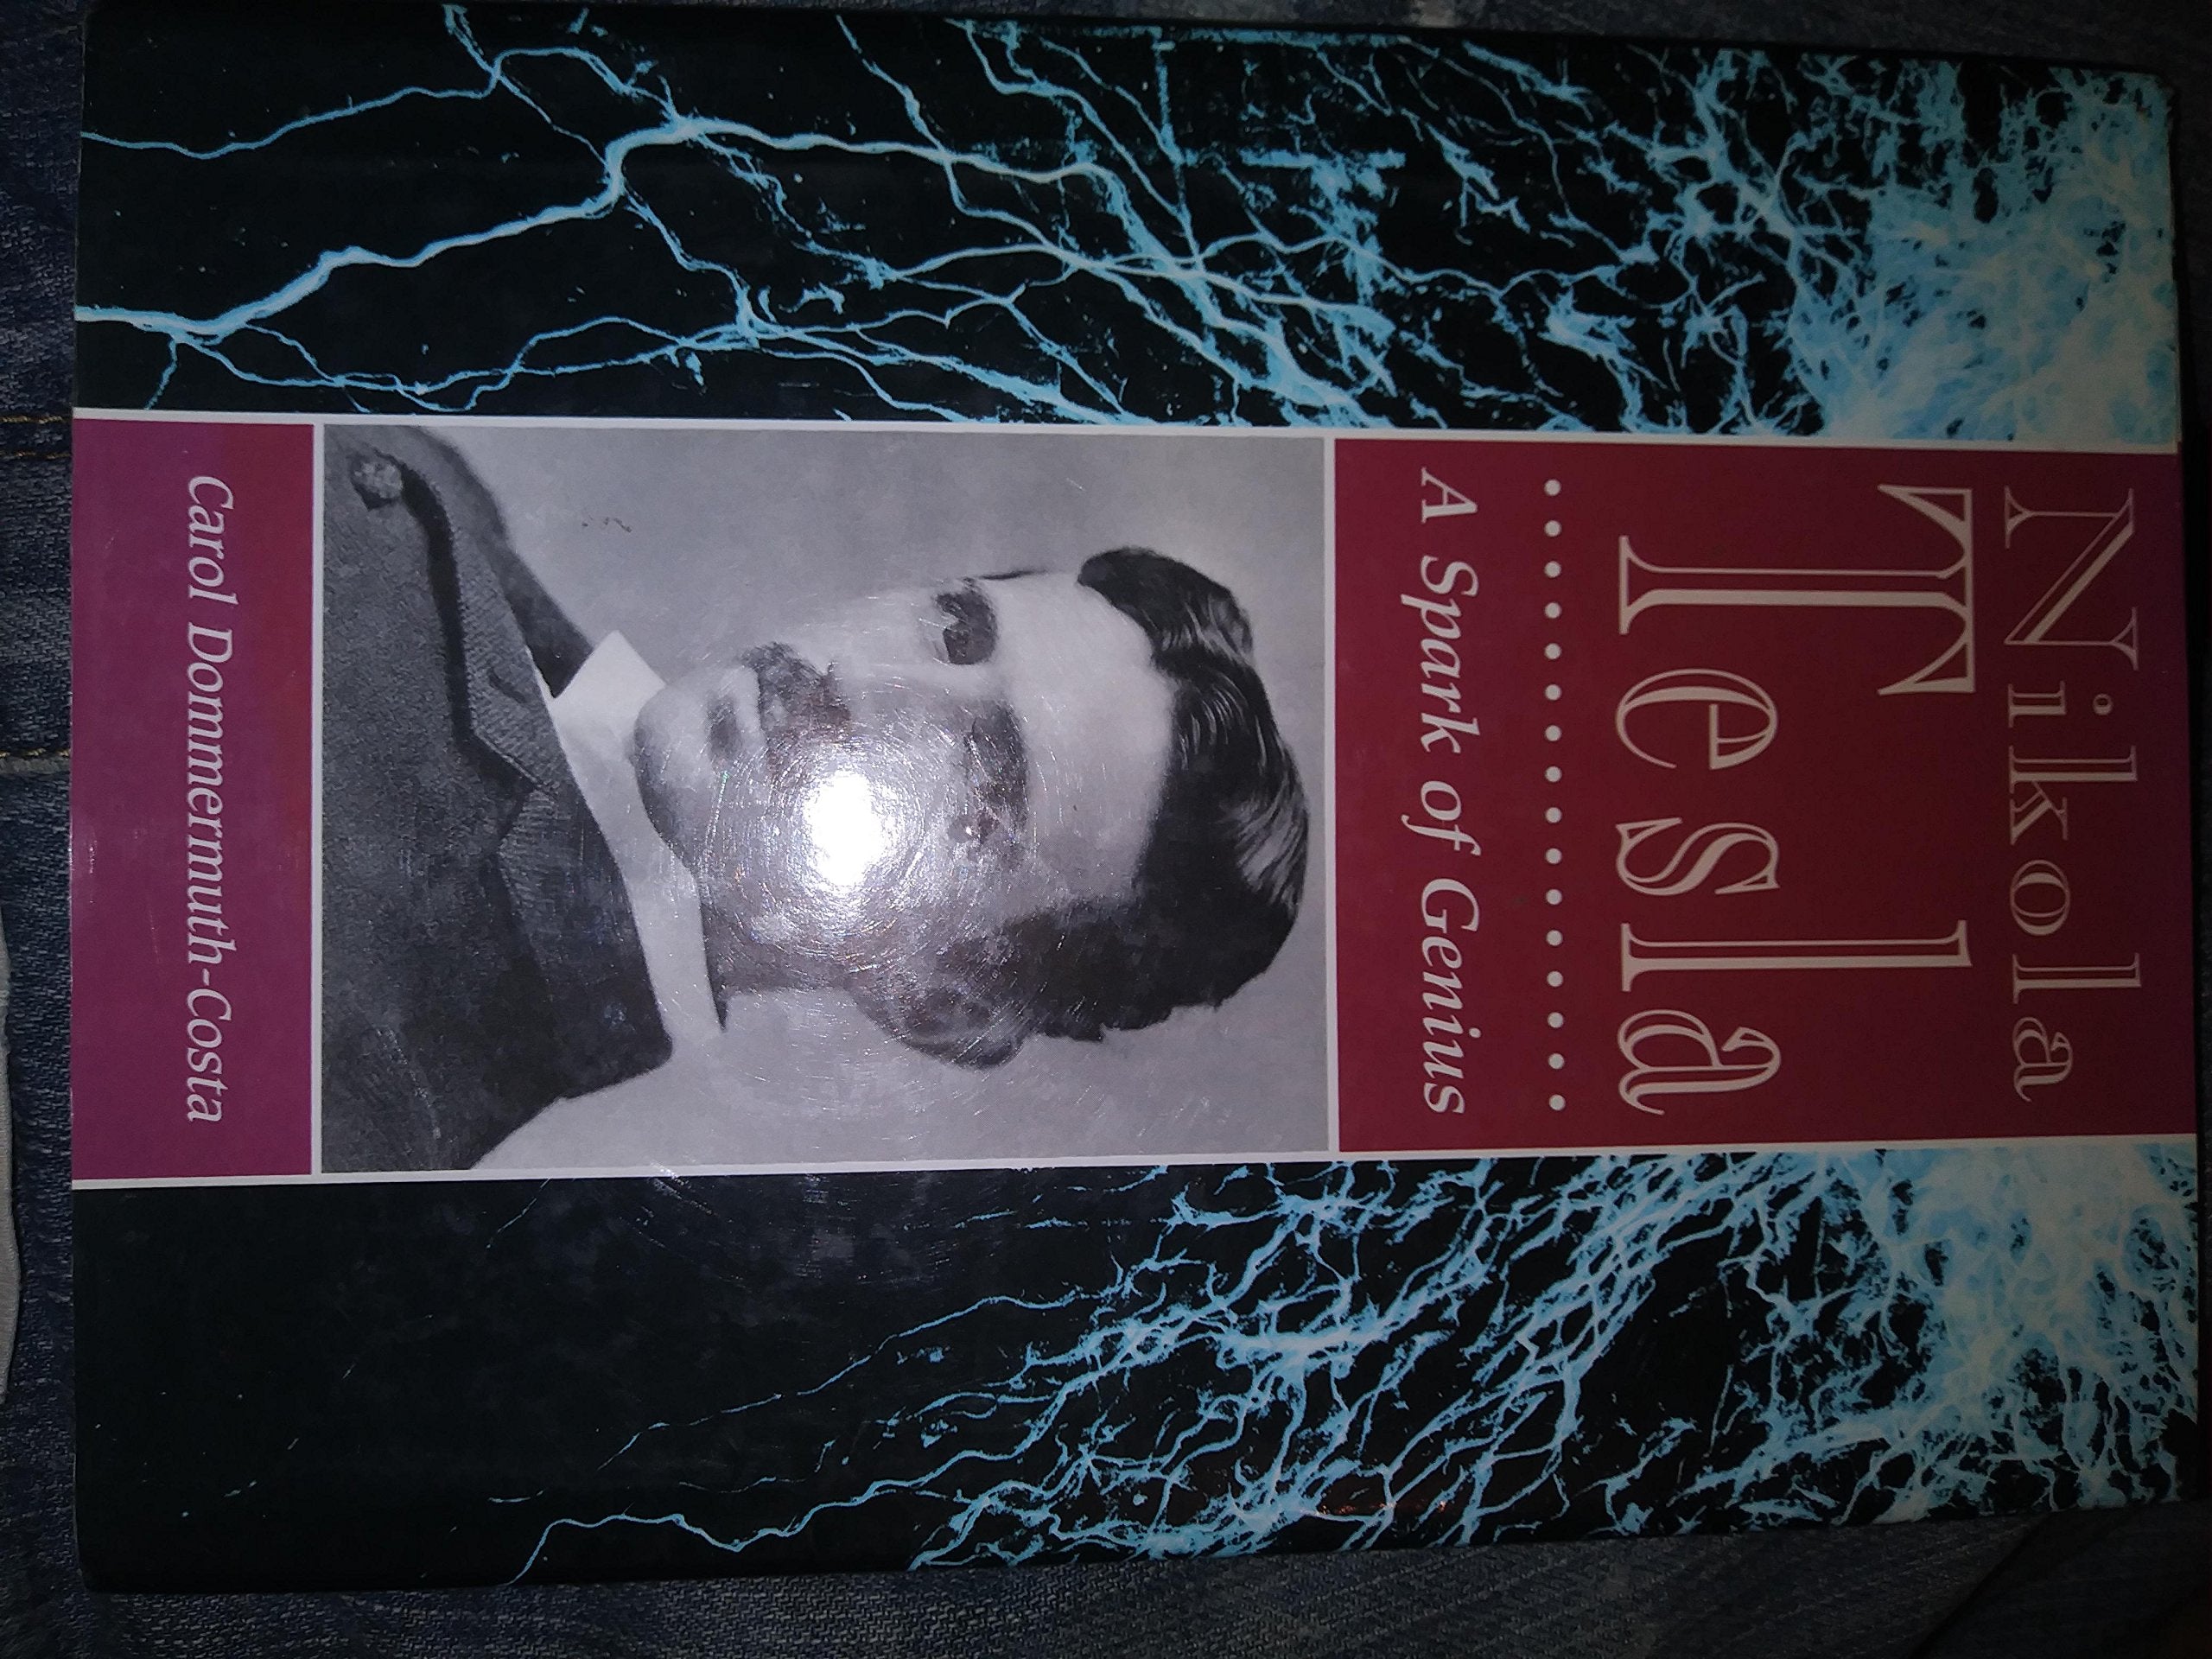 Nikola
Tesla
A Spark of Genius
Carol Dommermuth-Costa